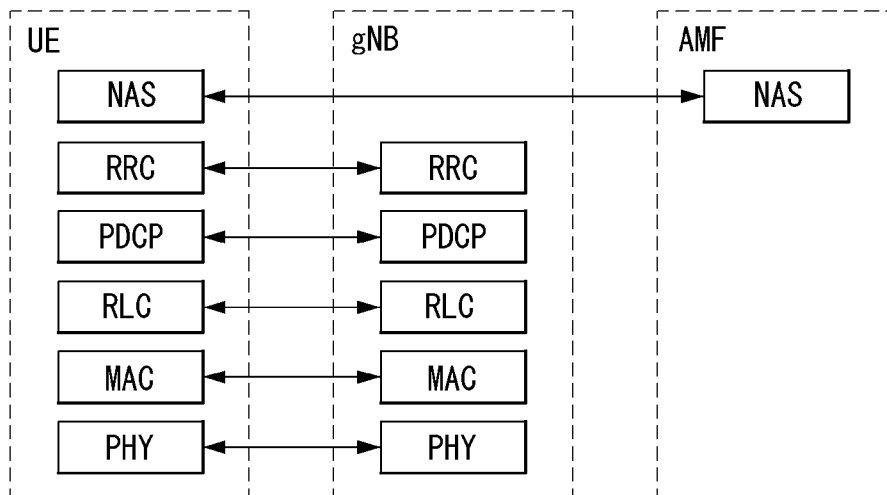 UE gNB AMF
NAS NAS
RRC RRC
PDCP PDCP
RLC RLC
MAC MAC
PHY PHY